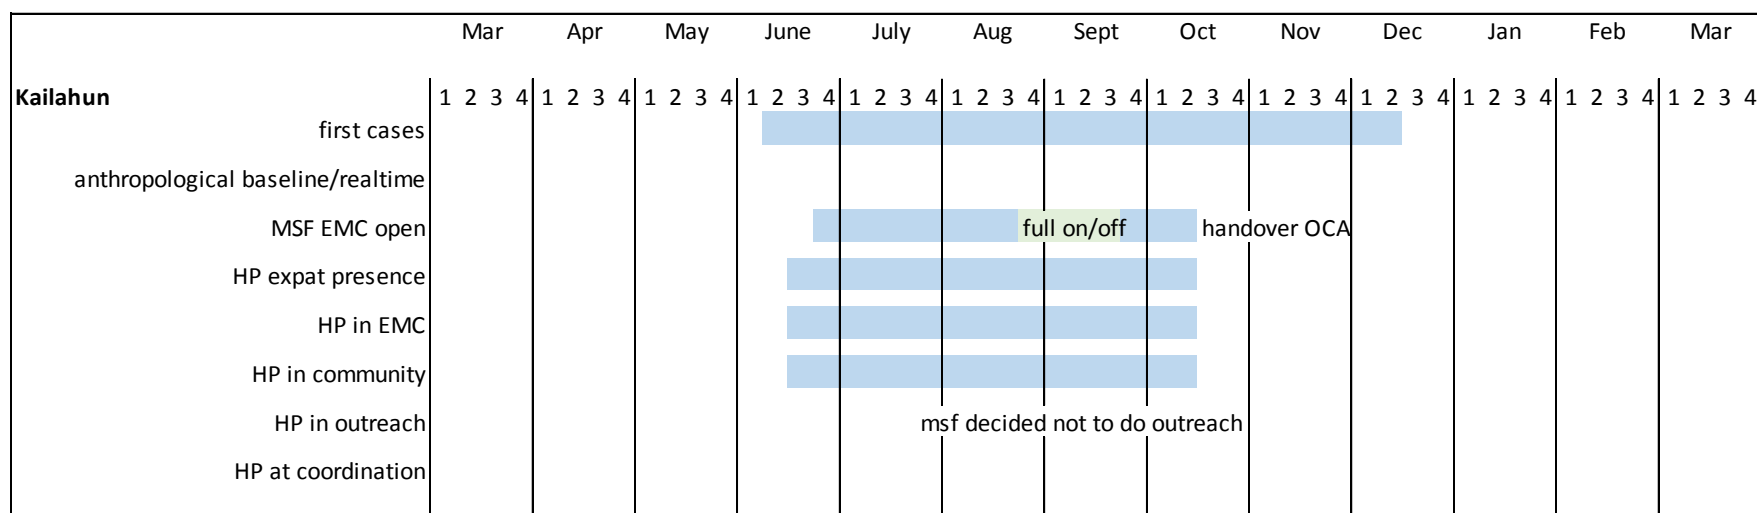 Mar Apr May June July Aug Sept Oct Nov Dec Jan Feb Mar
Kailahun 1 2 3 4 1 2 3 4 1 2 3 4 1 2 3 4 1 2 3 4 1 2 3 4 1 2 3 4 1 2 3 4 1 2 3 4 1 2 3 4 1 2 3 4 1 2 3 4 1 2 3 4
first cases
anthropological baseline/realtime
MSF EMC open full on/off handover OCA
HP expat presence
HP in EMC
HP in community
HP in outreach msf decided not to do outreach
HP at coordination